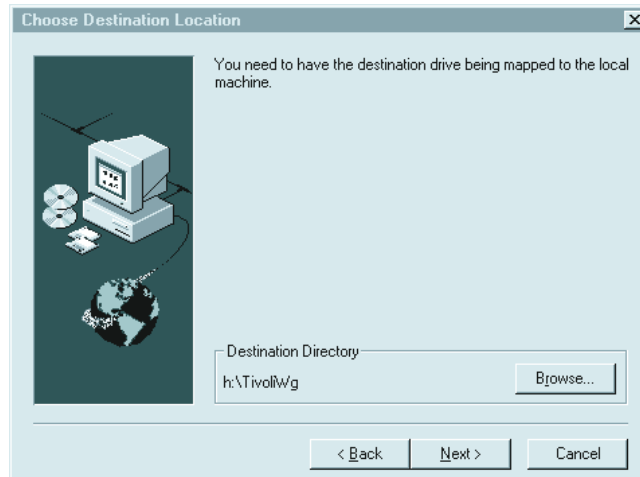 Choose Destination Location
You need to have the destination drive being mapped to the local
machine.
Destination Directory
h:\TivoliWg
Browse...
< Back
Next >
Cancel